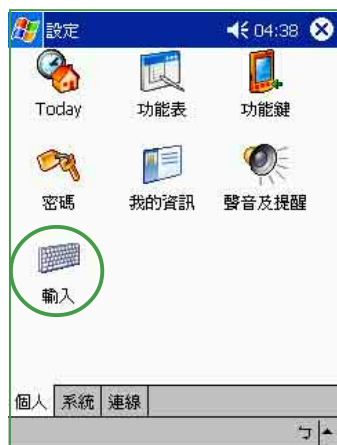 設定 04:38
Today 功能表 功能鍵
密碼 我的資訊 聲音及提醒
輸入
個人 系統 連線
ㄅ